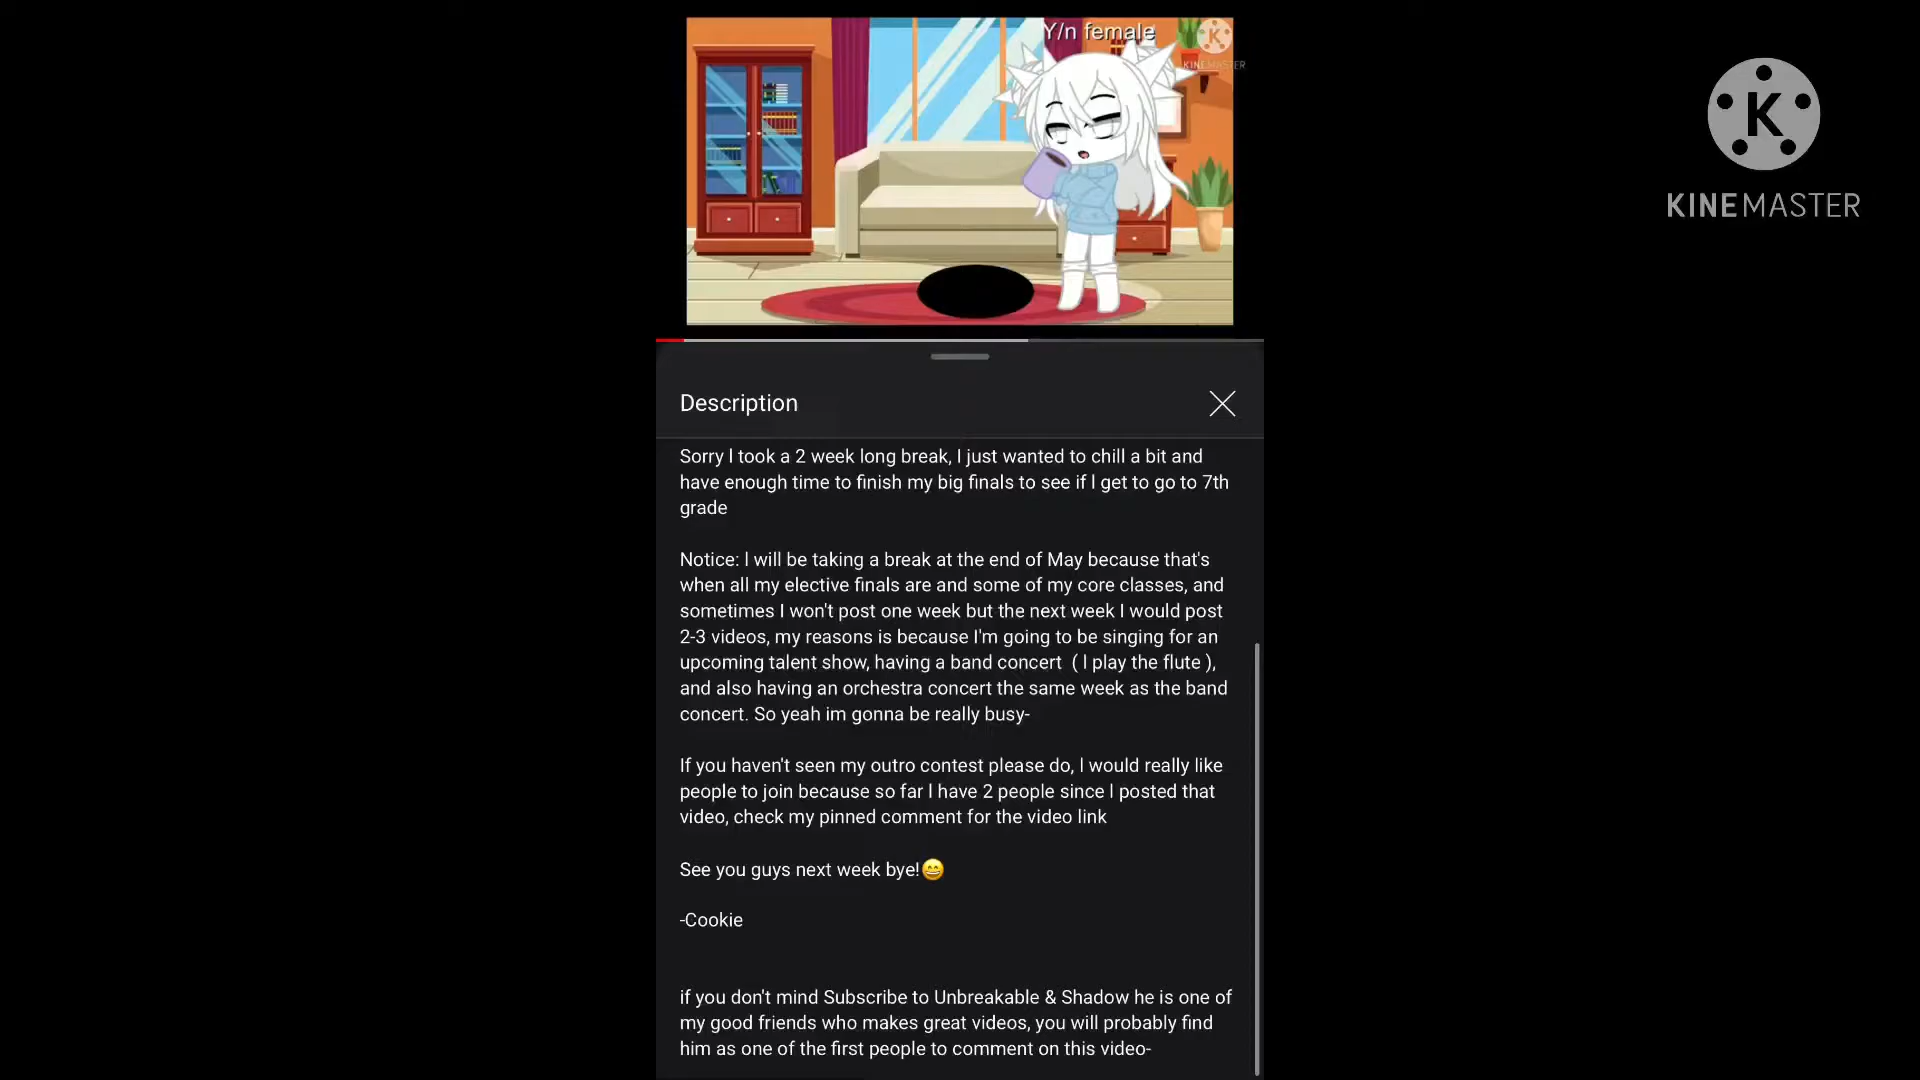 Y/n female
K
KINEMASTER
K
KINEMASTER
Description
Sorry I took a 2 week long break, I just wanted to chill a bit and
have enough time to finish my big finals to see if I get to go to 7th
grade
Notice: I will be taking a break at the end of May because that's
when all my elective finals are and some of my core classes, and
sometimes I won't post one week but the next week I would post
2-3 videos, my reasons is because I'm going to be singing for an
upcoming talent show, having a band concert  ( I play the flute ),
and also having an orchestra concert the same week as the band
concert. So yeah im gonna be really busy-
If you haven't seen my outro contest please do, I would really like
people to join because so far I have 2 people since I posted that
video, check my pinned comment for the video link
See you guys next week bye!😄
-Cookie
if you don't mind Subscribe to Unbreakable & Shadow he is one of
my good friends who makes great videos, you will probably find
him as one of the first people to comment on this video-